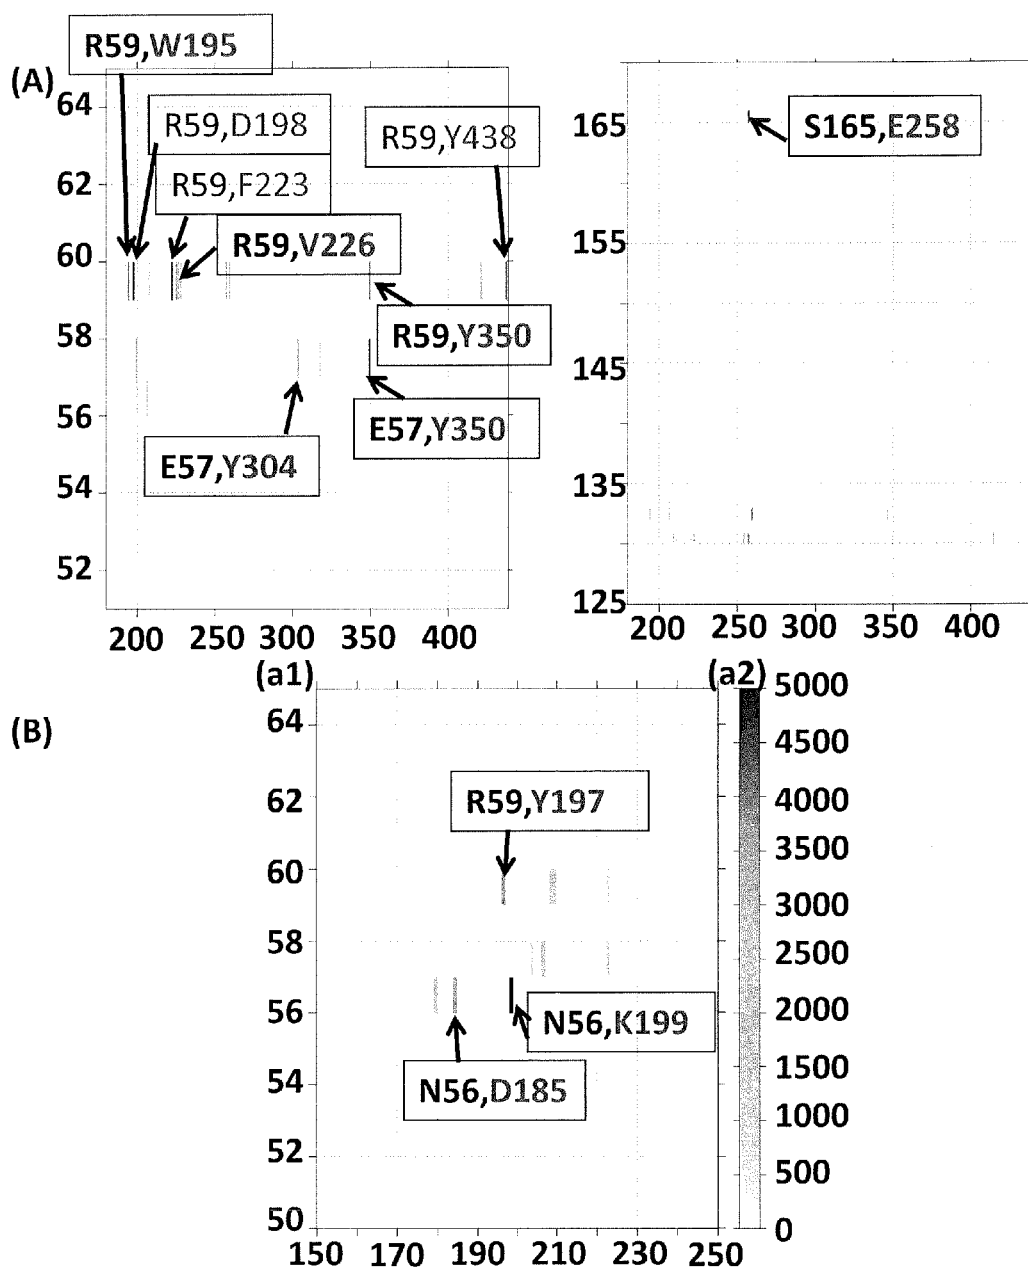 (A)
R59,W195
R59,D198
R59,F223
R59,V226
R59,Y438
R59,Y350
E57,Y350
E57,Y304
64
62
60
58
56
54
52
200 250 300 350 400
(a1)
S165,E258
165
155
145
135
125
200 250 300 350 400
(a2)
(B)
R59,Y197
N56,K199
N56,D185
64
62
60
58
56
54
52
50
150 170 190 210 230 250
5000
4500
4000
3500
3000
2500
2000
1500
1000
500
0